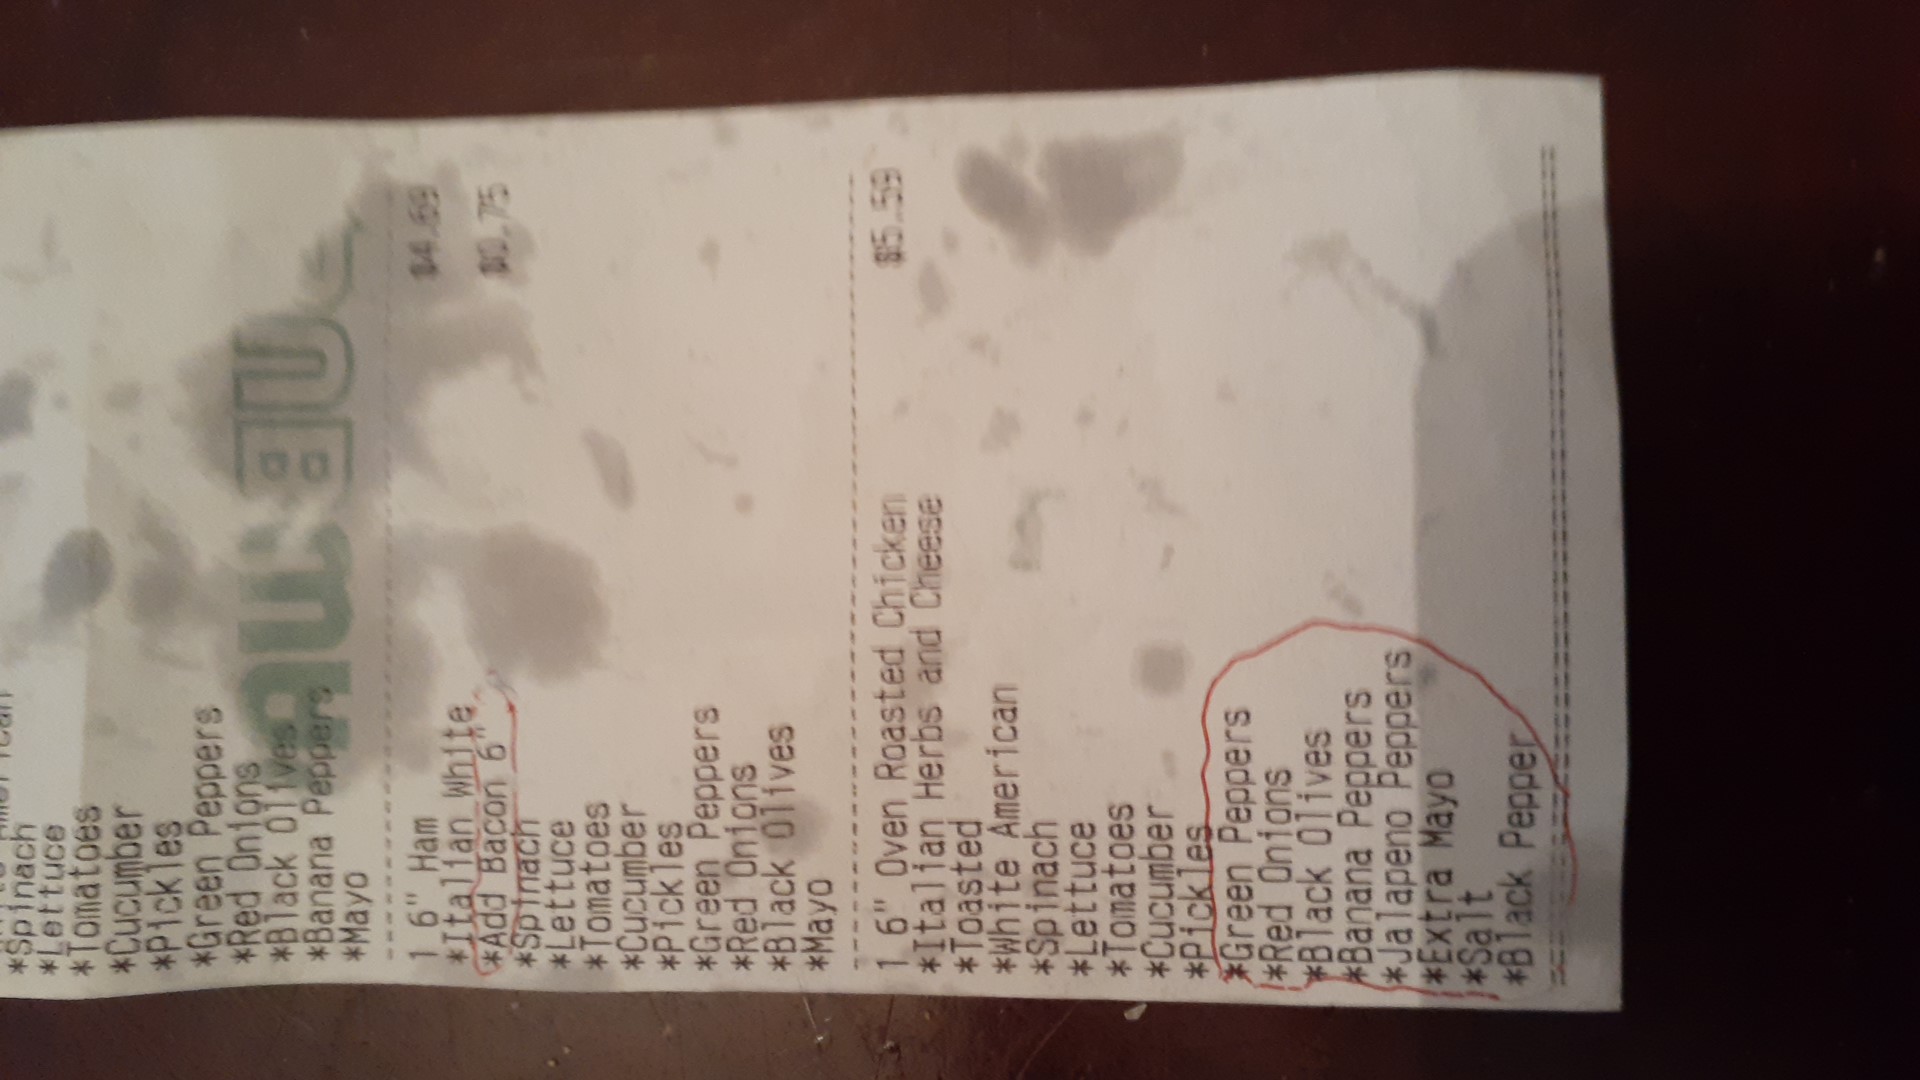 *Spinach
*Lettuce
*Tomatoes
*Cucumber
*Pickles
*Green Peppers
*Red Onions
*Black Olives
*Banana Peppers
*Mayo
1 6" Ham $4.69
*Italian White
*Add Bacon 6" $0.75
*Spinach
*Lettuce
*Tomatoes
*Cucumber
*Pickles
*Green Peppers
*Red Onions
*Black Olives
*Mayo
1 6" Oven Roasted Chicken $5.59
*Italian Herbs and Cheese
*Toasted
*White American
*Spinach
*Lettuce
*Tomatoes
*Cucumber
*Pickles
*Green Peppers
*Red Onions
*Black Olives
*Banana Peppers
*Jalapeno Peppers
*Extra Mayo
*Salt
*Black Pepper